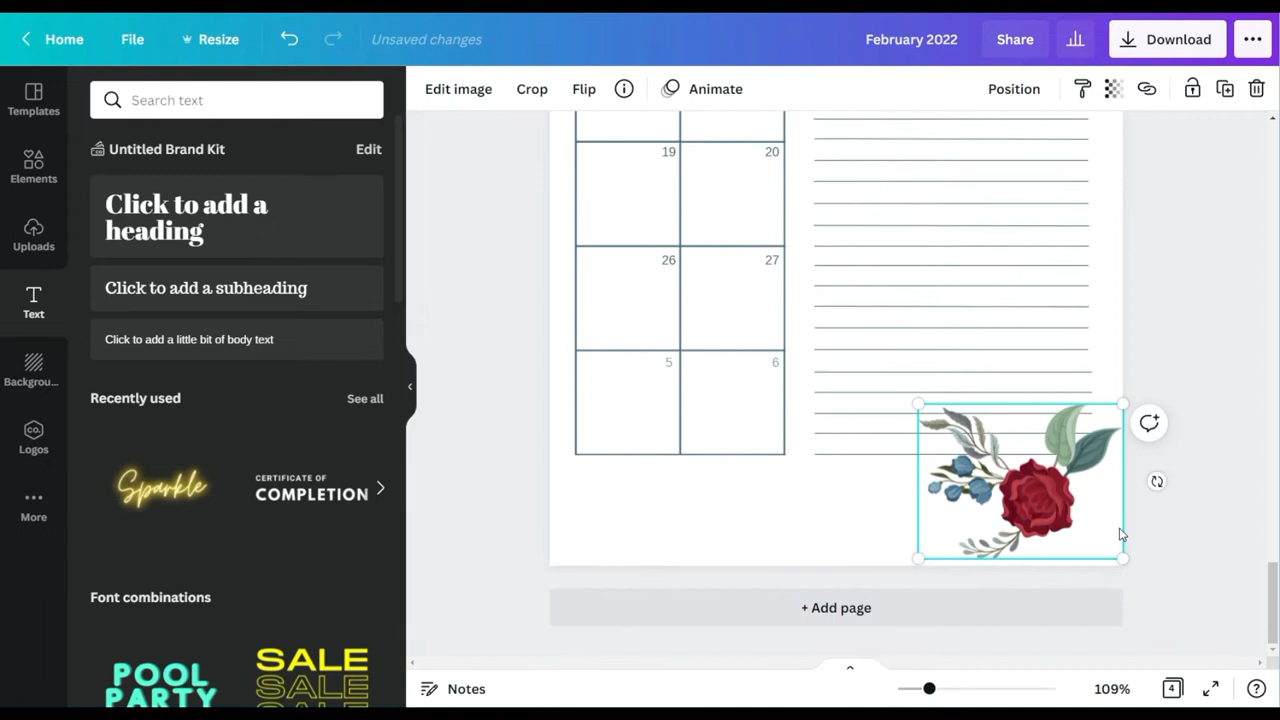 Home File Resize Unsaved changes February 2022 Share Download
Templates
Elements
Uploads
Text
Backgrou...
Logos
More
Search text
Untitled Brand Kit Edit
Click to add a
heading
Click to add a subheading
Click to add a little bit of body text
Recently used See all
Sparkle
CERTIFICATE OF
COMPLETION
Font combinations
POOL
PARTY
SALE
SALE
SALE
Edit image Crop Flip Animate Position
19 20
26 27
5 6
+ Add page
Notes 109% 4